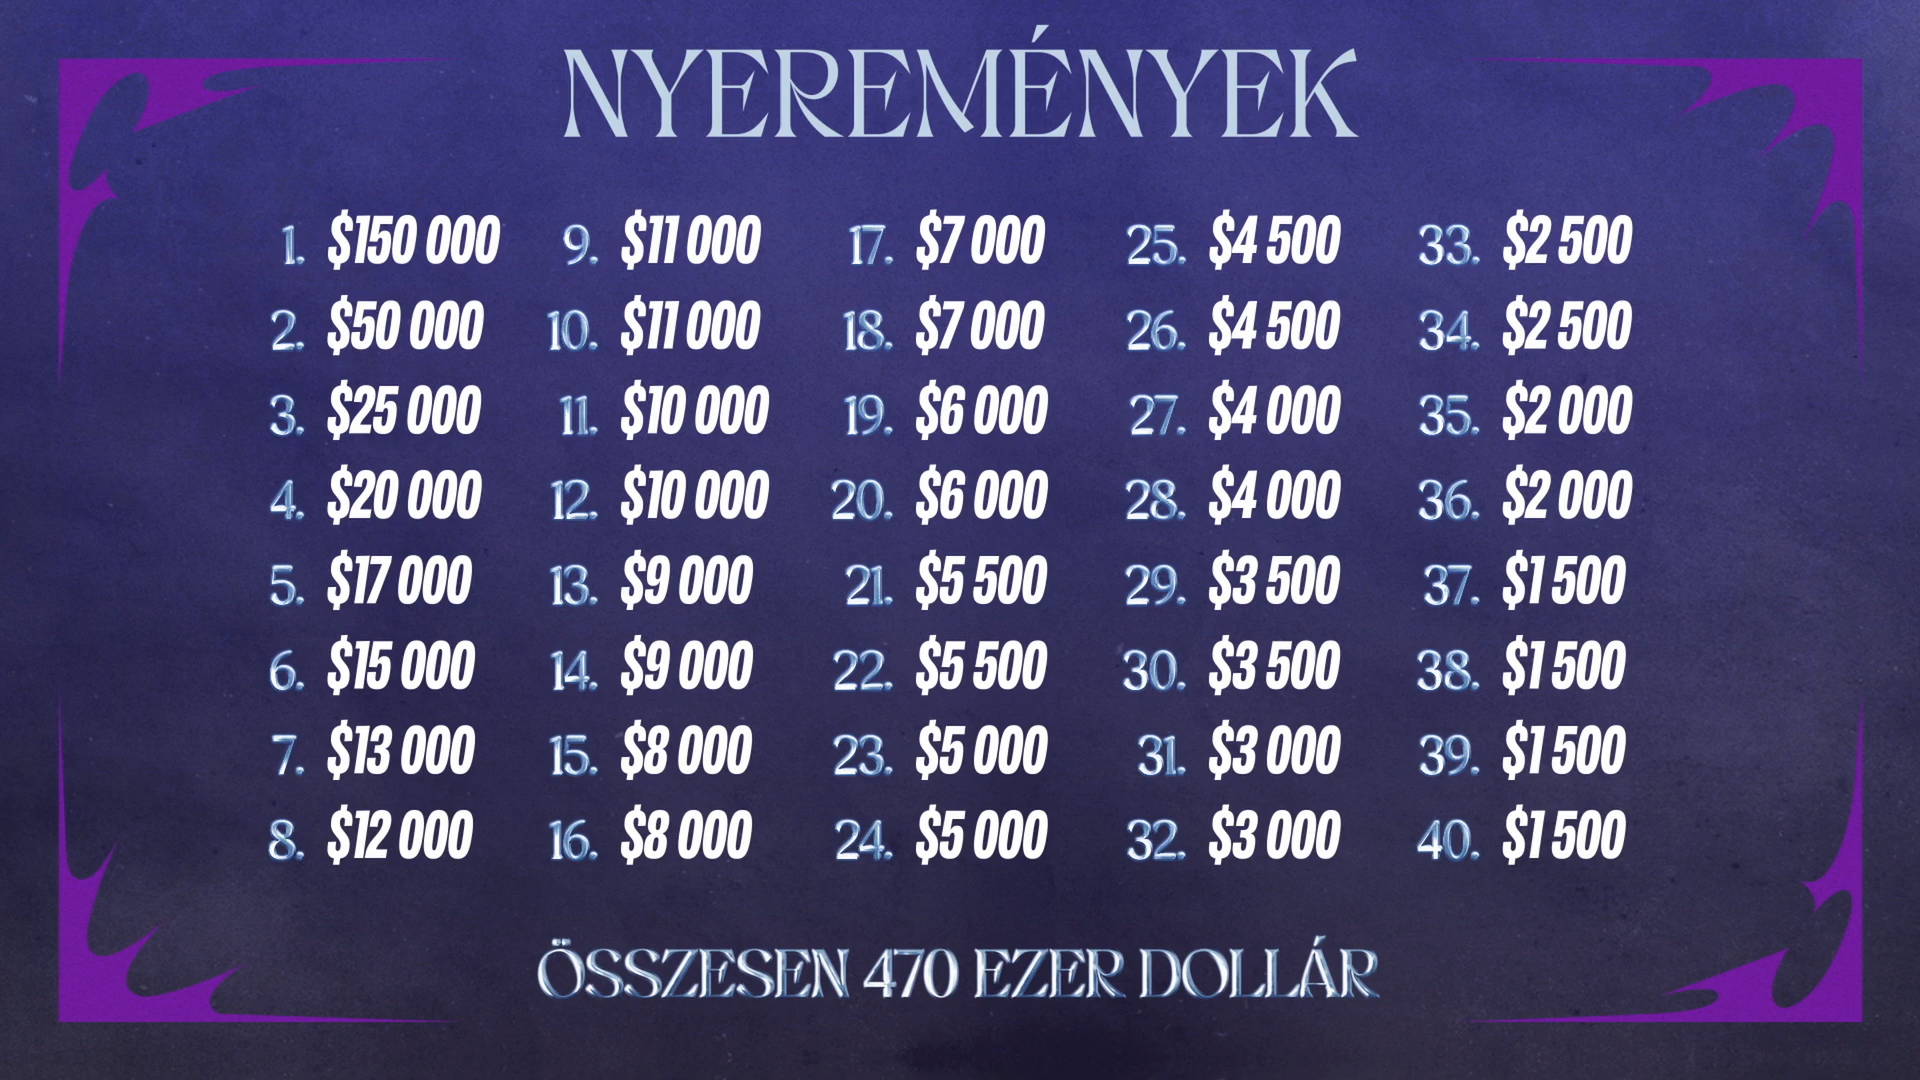 NYEREMÉNYEK
1. $150 000 9. $11 000 17. $7 000 25. $4 500 33. $2 500
2. $50 000 10. $11 000 18. $7 000 26. $4 500 34. $2 500
3. $25 000 11. $10 000 19. $6 000 27. $4 000 35. $2 000
4. $20 000 12. $10 000 20. $6 000 28. $4 000 36. $2 000
5. $17 000 13. $9 000 21. $5 500 29. $3 500 37. $1 500
6. $15 000 14. $9 000 22. $5 500 30. $3 500 38. $1 500
7. $13 000 15. $8 000 23. $5 000 31. $3 000 39. $1 500
8. $12 000 16. $8 000 24. $5 000 32. $3 000 40. $1 500
ÖSSZESEN 470 EZER DOLLÁR